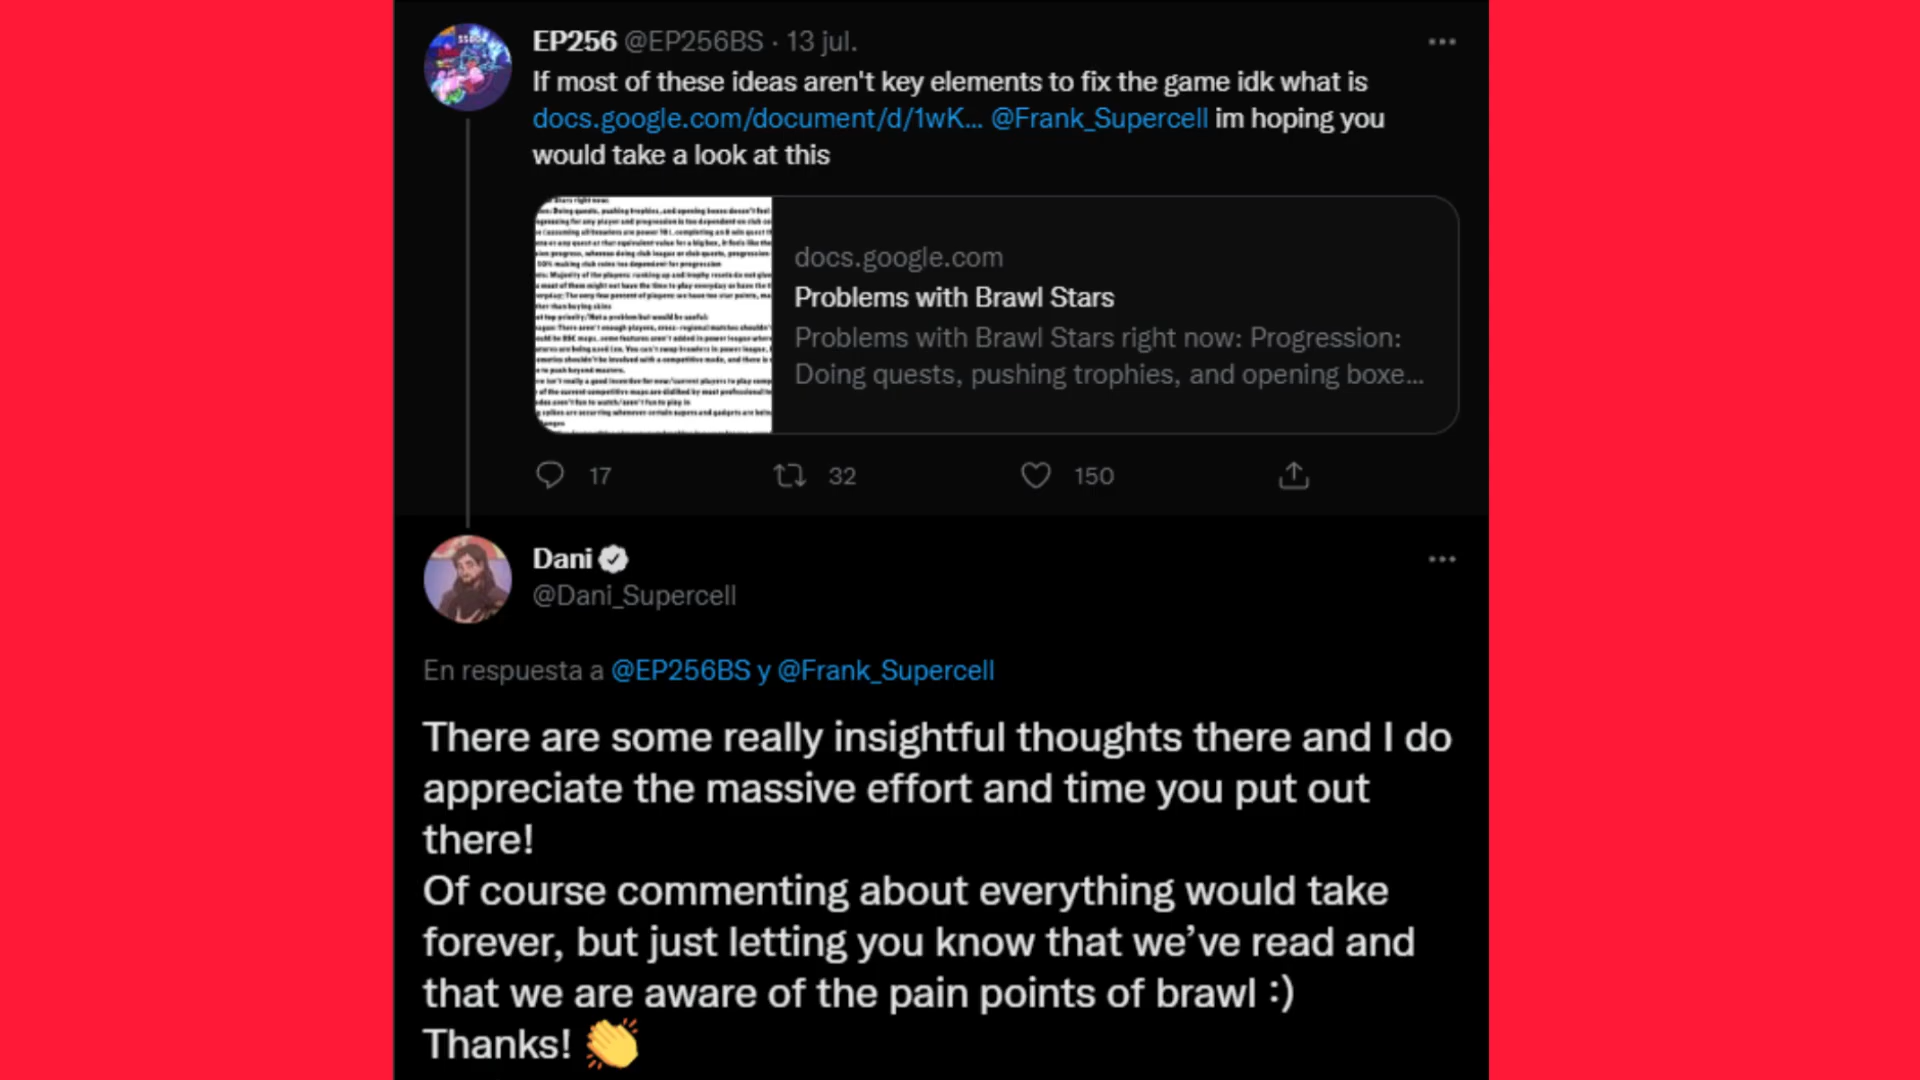 EP256 @EP256BS · 13 jul.
If most of these ideas aren't key elements to fix the game idk what is
docs.google.com/document/d/1wK... @Frank_Supercell im hoping you
would take a look at this
docs.google.com
Problems with Brawl Stars
Problems with Brawl Stars right now: Progression:
Doing quests, pushing trophies, and opening boxe...
17 32 150
Dani
@Dani_Supercell
En respuesta a @EP256BS y @Frank_Supercell
There are some really insightful thoughts there and I do
appreciate the massive effort and time you put out
there!
Of course commenting about everything would take
forever, but just letting you know that we’ve read and
that we are aware of the pain points of brawl :)
Thanks! 👏